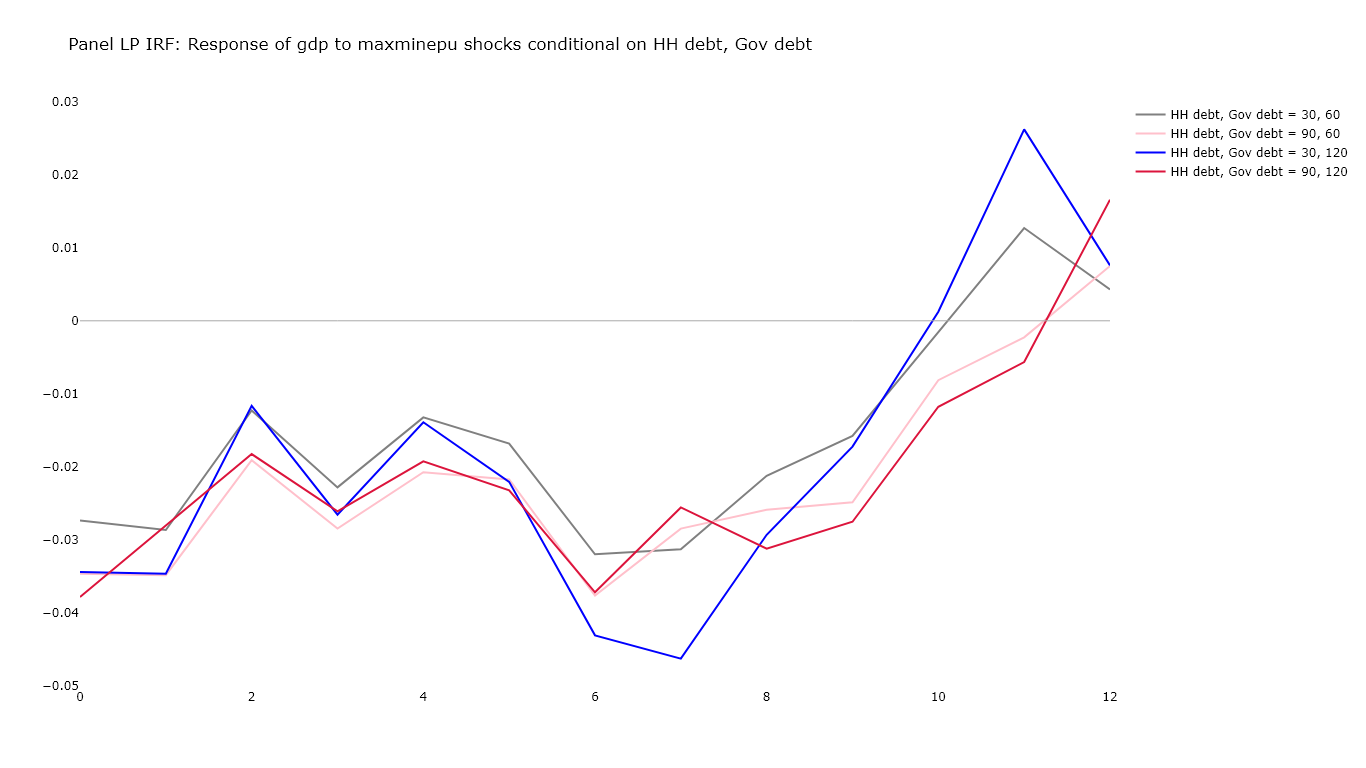 Panel LP IRF: Response of gdp to maxminepu shocks conditional on HH debt, Gov debt
0.03
0.02
0.01
0
−0.01
−0.02
−0.03
−0.04
−0.05
0 2 4 6 8 10 12
HH debt, Gov debt = 30, 60
HH debt, Gov debt = 90, 60
HH debt, Gov debt = 30, 120
HH debt, Gov debt = 90, 120